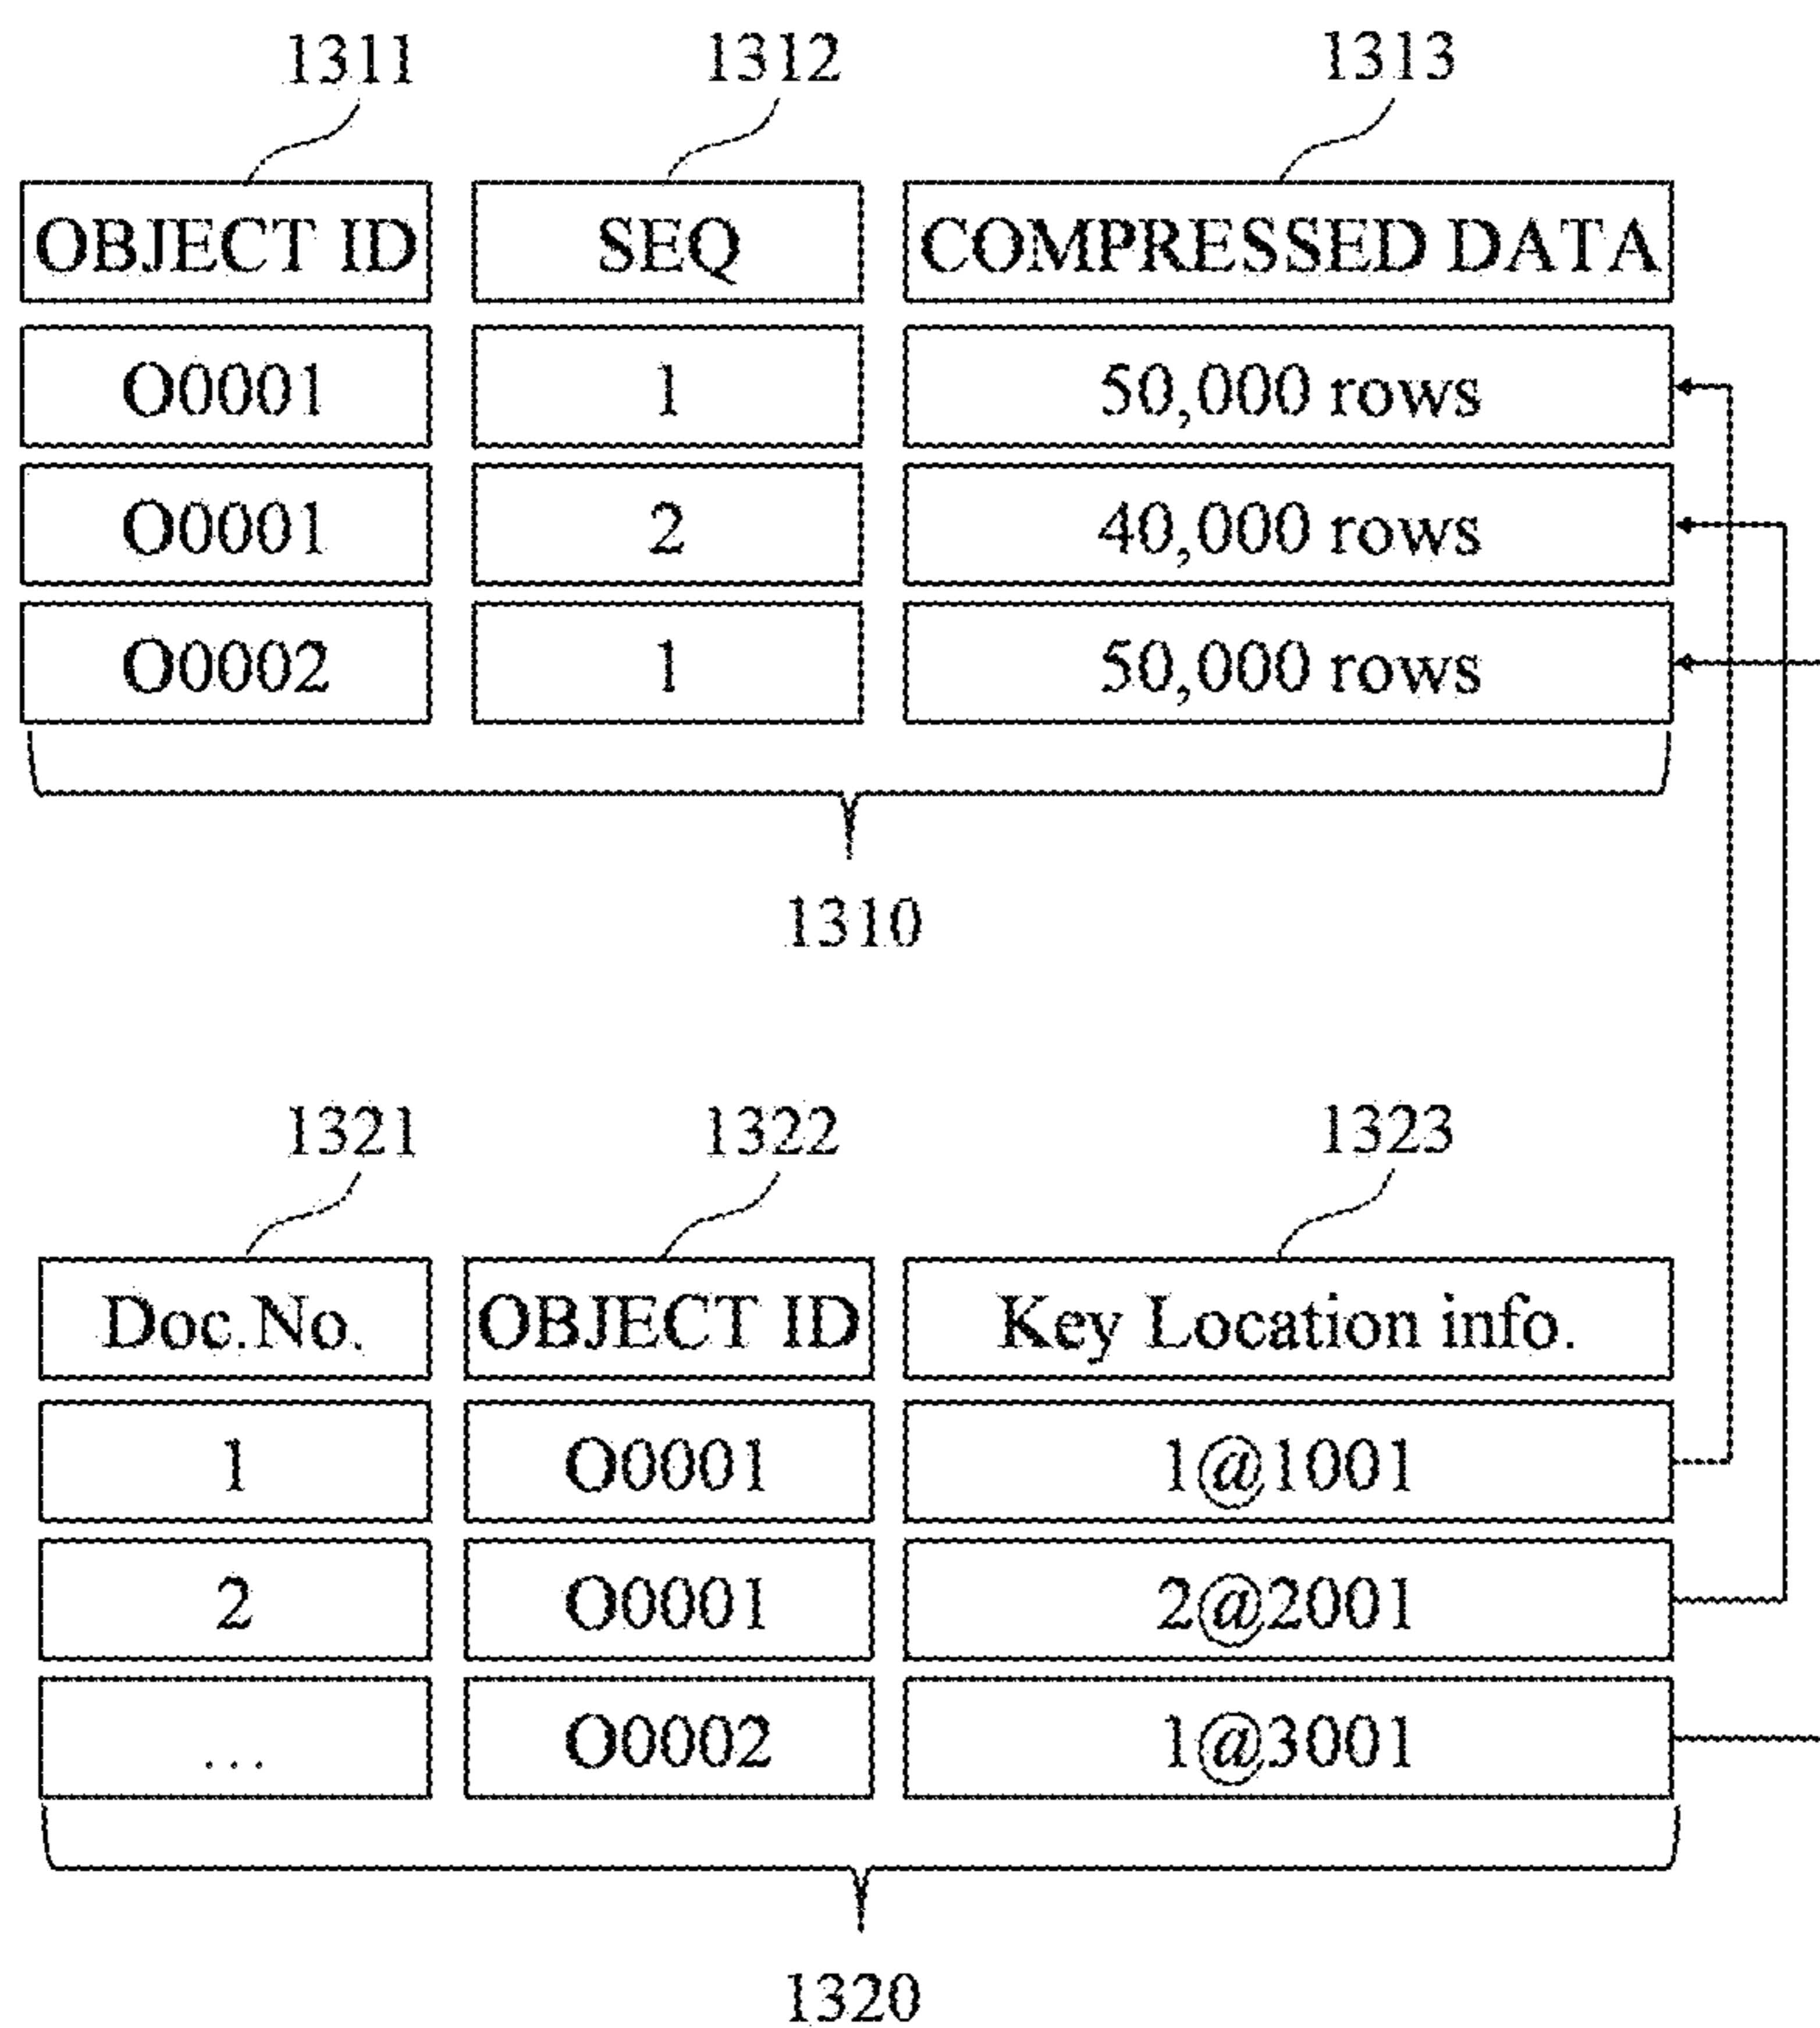 1311 1312 1313
OBJECT ID SEQ COMPRESSED DATA
O0001 1 50,000 rows
O0001 2 40,000 rows
O0002 1 50,000 rows
1310
1321 1322 1323
Doc.No. OBJECT ID Key Location info.
1 O0001 1@1001
2 O0001 2@2001
... O0002 1@3001
1320